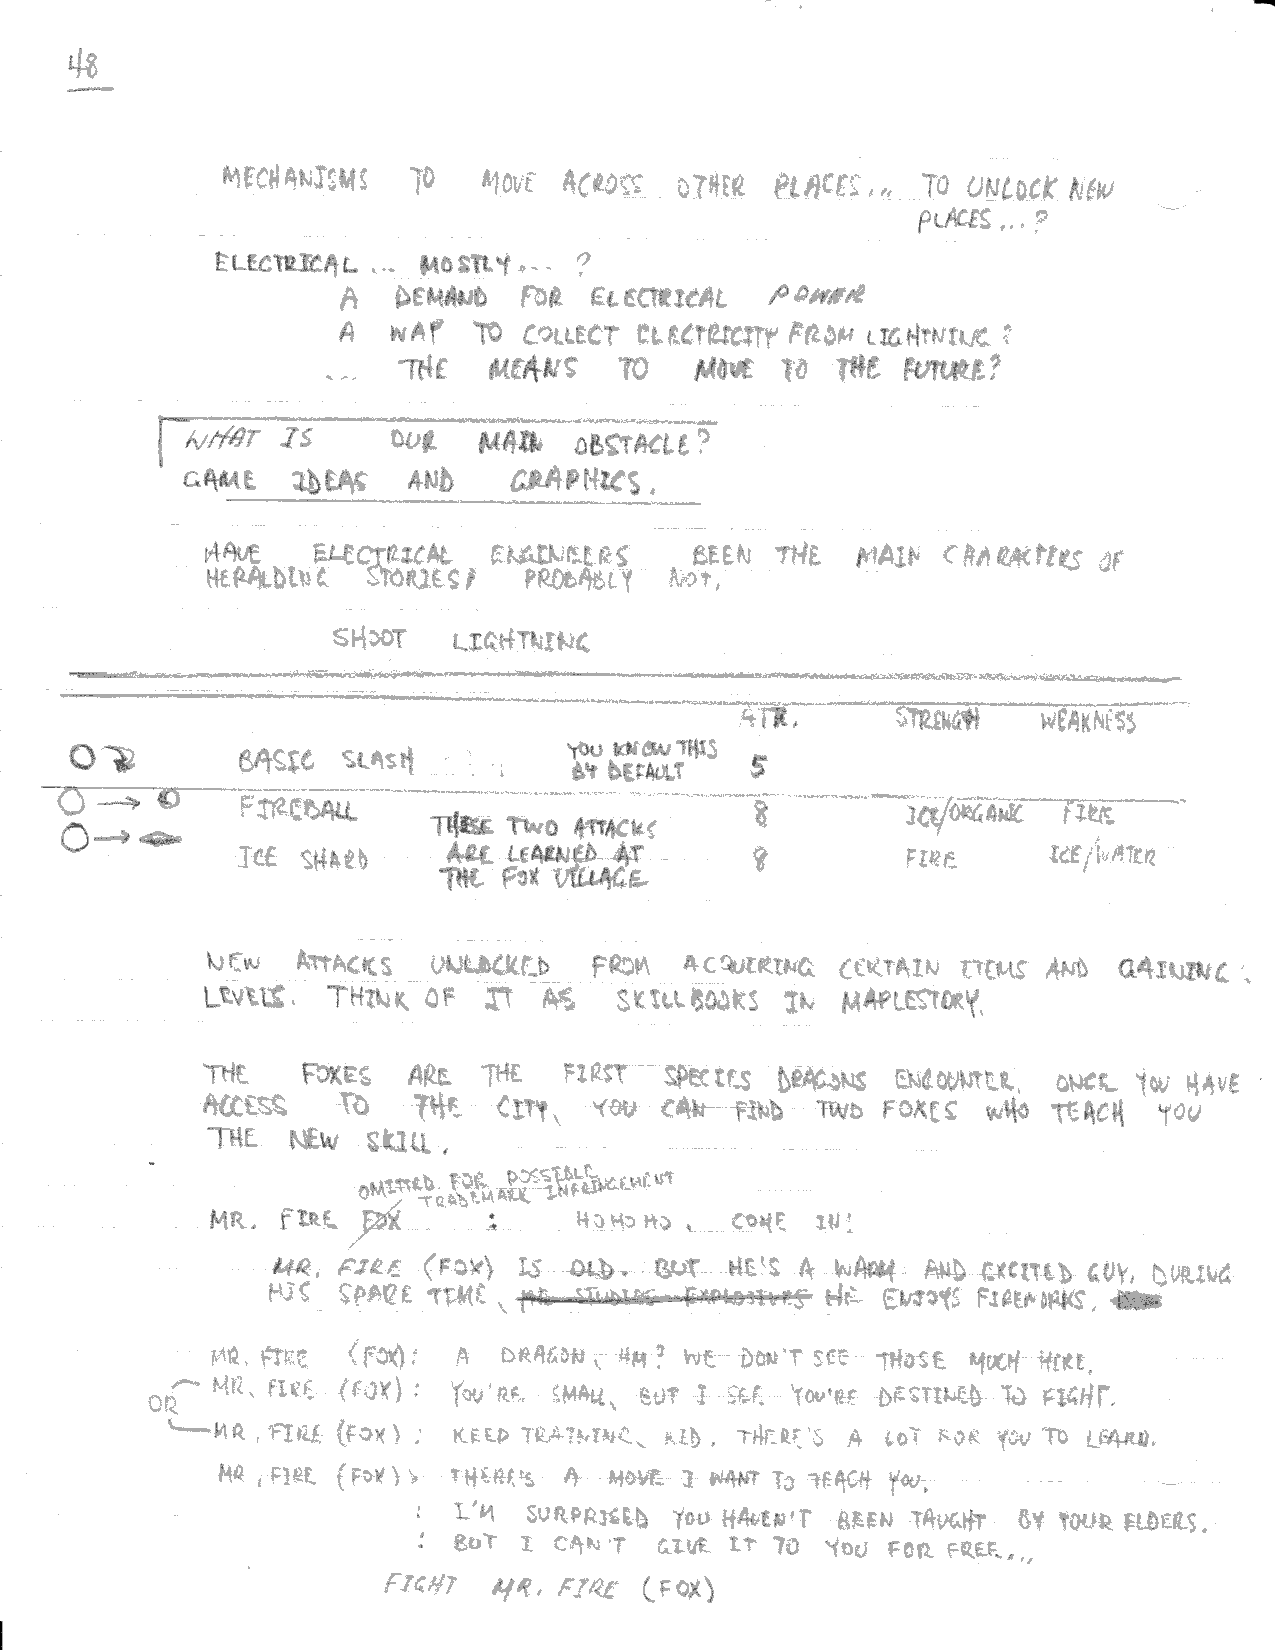 48
MECHANISMS TO MOVE ACROSS OTHER PLACES... TO UNLOCK NEW
PLACES...?
ELECTRICAL ... MOSTLY... ?
A DEMAND FOR ELECTRICAL POWER
A WAY TO COLLECT ELECTRICITY FROM LIGHTNING?
... THE MEANS TO MOVE TO THE FUTURE?
WHAT IS OUR MAIN OBSTACLE?
GAME IDEAS AND GRAPHICS.
HAVE ELECTRICAL ENGINEERS BEEN THE MAIN CHARACTERS OF
HERALDING STORIES? PROBABLY NOT.
SHOOT LIGHTNING
ATR. STRENGH WEAKNESS
BASIC SLASH YOU KNOW THIS BY DEFAULT 5
FIREBALL 8 ICE/ORGANIC FIRE
THESE TWO ATTACKS
ARE LEARNED AT
THE FOX VILLAGE
ICE SHARD 8 FIRE ICE/WATER
NEW ATTACKS UNLOCKED FROM ACQUIRING CERTAIN ITEMS AND GAINING
LEVELS. THINK OF IT AS SKILLBOOKS IN MAPLESTORY.
THE FOXES ARE THE FIRST SPECIES DRAGONS ENCOUNTER. ONCE YOU HAVE
ACCESS TO THE CITY, YOU CAN FIND TWO FOXES WHO TEACH YOU
THE NEW SKILL.
OMITTED FOR POSSIBLE
TRADEMARK INFRINGEMENT
MR. FIRE FOX : HOHOHO, COME IN!
MR. FIRE (FOX) IS OLD. BUT HE'S A WARM AND EXCITED GUY. DURING
HIS SPARE TIME, HE STUDIES EXPLOSIVES HE ENJOYS FIREWORKS.
MR. FIRE (FOX): A DRAGON, HM? WE DON'T SEE THOSE MUCH HERE.
MR. FIRE (FOX): YOU'RE SMALL, BUT I SEE YOU'RE DESTINED TO FIGHT.
OR
MR. FIRE (FOX): KEEP TRAINING, KID. THERE'S A LOT FOR YOU TO LEARN.
MR. FIRE (FOX): THERE'S A MOVE I WANT TO TEACH YOU.
: I'M SURPRISED YOU HAVEN'T BEEN TAUGHT BY YOUR ELDERS.
: BUT I CAN'T GIVE IT TO YOU FOR FREE...
FIGHT MR. FIRE (FOX)